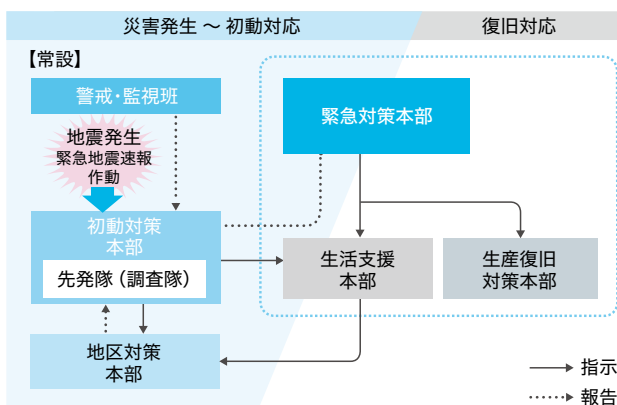 災害発生 ～ 初動対応
復旧対応
【常設】
警戒・監視班
地震発生
緊急地震速報
作動
初動対策
本部
先発隊（調査隊）
地区対策
本部
緊急対策本部
生活支援
本部
生産復旧
対策本部
指示
報告